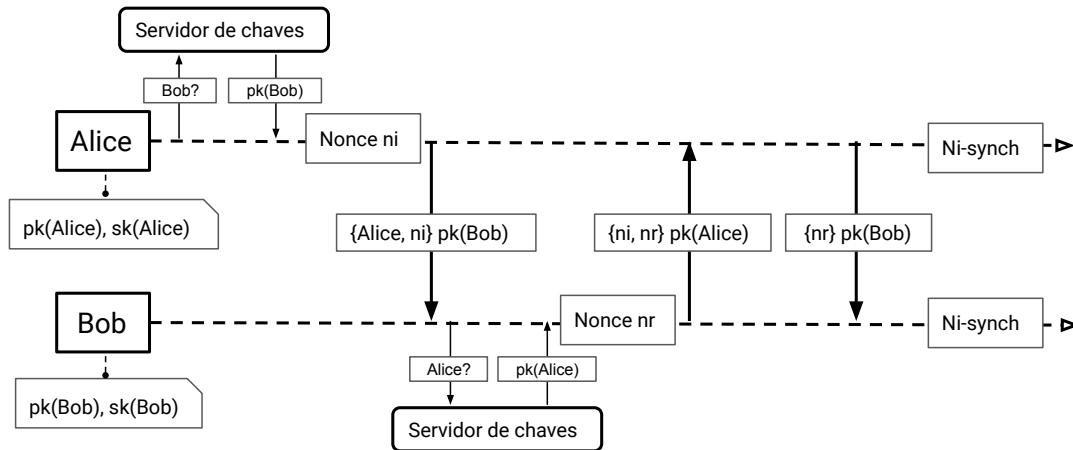 Servidor de chaves
Bob?
pk(Bob)
Alice
Nonce ni
Ni-synch
pk(Alice), sk(Alice)
{Alice, ni} pk(Bob)
{ni, nr} pk(Alice)
{nr} pk(Bob)
Bob
Nonce nr
Ni-synch
Alice?
pk(Alice)
pk(Bob), sk(Bob)
Servidor de chaves